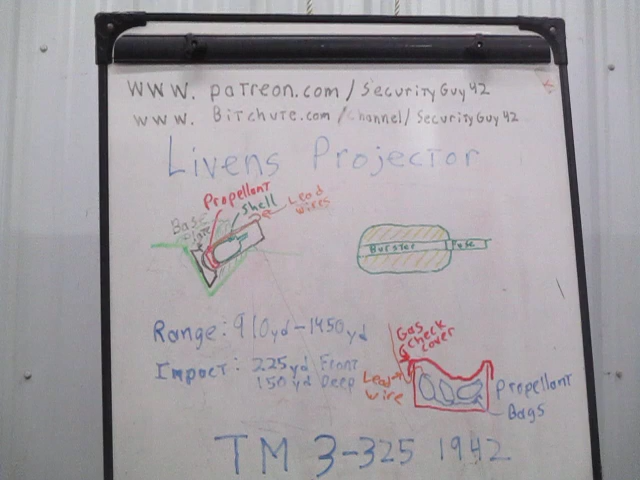 www. patreon.com/SecurityGuy42
www. Bitchute.com/channel/SecurityGuy42
Livens Projector
Propellant
Shell
Lead
wires
Base
Plate
Burster
Fuse
Range: 910yd-1450yd
Impact: 225yd Front
150yd Deep
Gas
Check
cover
Lead
wire
Propellant
Bags
TM 3-325 1942